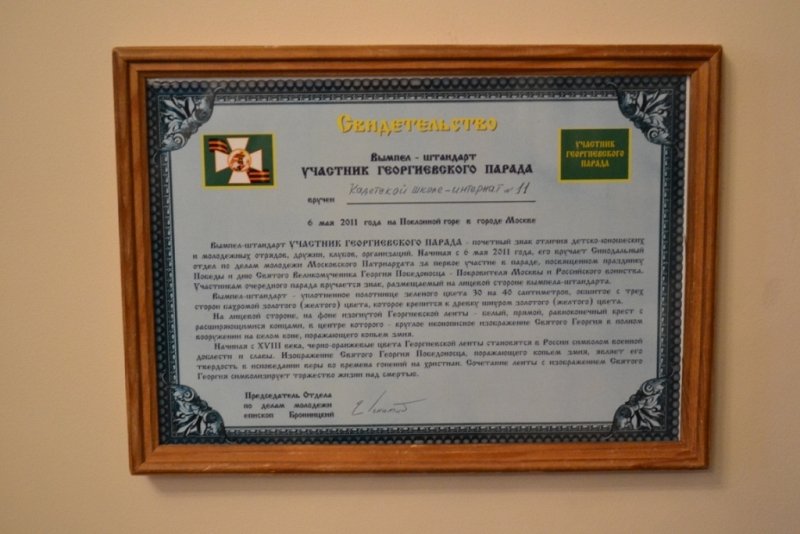 Свидетельство
УЧАСТНИК
ГЕОРГИЕВСКОГО
ПАРАДА
Вымпел - штандарт
УЧАСТНИК ГЕОРГИЕВСКОГО ПАРАДА
вручен Кадетской школе-интернат № 11
6 мая 2011 года на Поклонной горе в городе Москве
Вымпел-штандарт УЧАСТНИК ГЕОРГИЕВСКОГО ПАРАДА - почетный знак отличия детско-юношеских
и молодежных отрядов, дружин, клубов, организаций. Начиная с 6 мая 2011 года, его вручает Синодальный
отдел по делам молодежи Московского Патриархата за первое участие в параде, посвященном празднику
Победы и дню Святого Великомученика Георгия Победоносца - Покровителя Москвы и Российского воинства.
Участникам очередного парада вручается знак, размещаемый на лицевой стороне вымпела-штандарта.
Вымпел-штандарт - уплотненное полотнище зеленого цвета 30 на 40 сантиметров, окаитое с трех
сторон бахромой золотого (желтого) цвета, которое крепится к древку шнуром золотого (желтого) цвета.
На лицевой стороне, на фоне изогнутой Георгиевской ленты - белый, прямой, равноконечный крест с
расширяющимися концами, в центре которого - круглое иконописное изображение Святого Георгия в полном
вооружении на белом коне, поражающего копьем змия.
Начиная с XVIII века, черно-оранжевые цвета Георгиевской ленты становятся в России символом военной
доблести и славы. Изображение Святого Георгия Победоносца, поражающего копьем змия, являет его
твердость в исповедании веры во времена гонений на христиан. Сочетание ленты с изображением Святого
Георгия символизирует торжество жизни над смертью.
Председатель Отдела
по делам молодежи
епископ Бронницкий